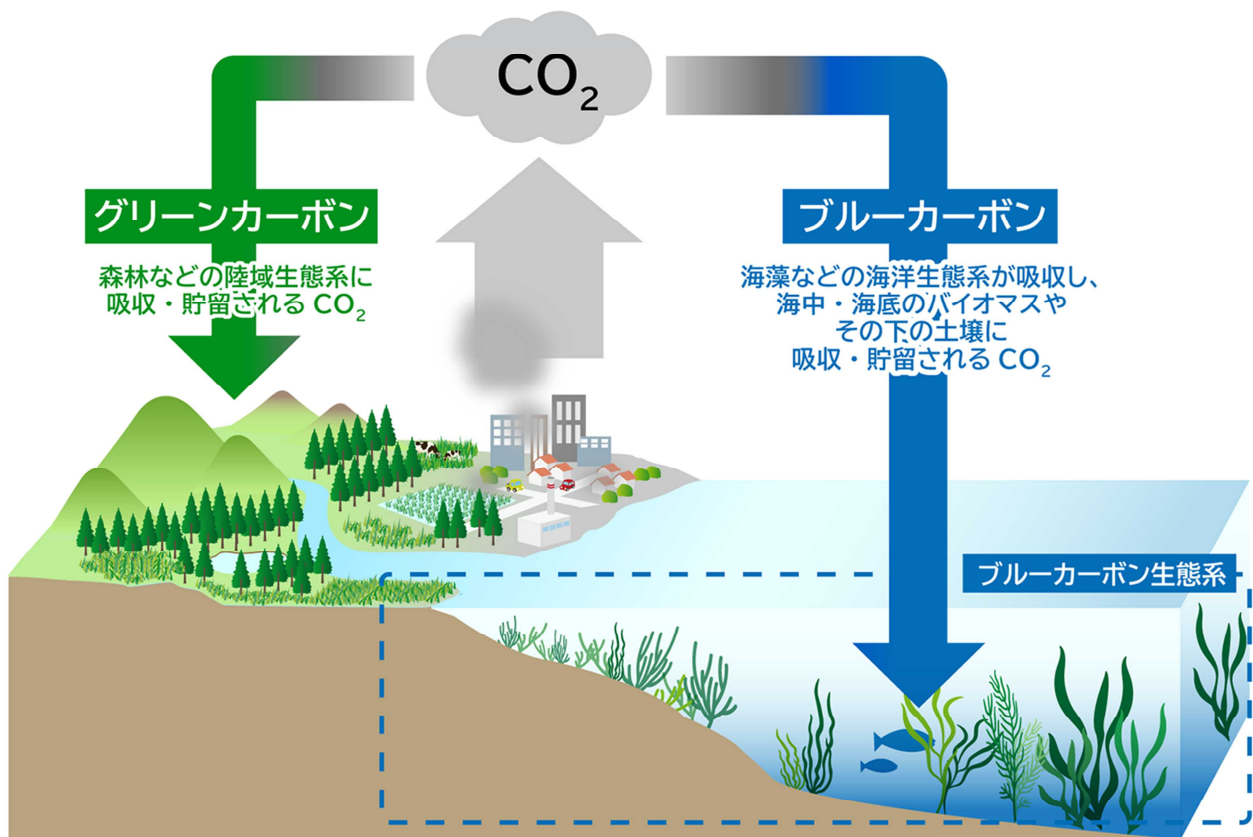 CO₂
グリーンカーボン
森林などの陸域生態系に
吸収・貯留される CO₂
ブルーカーボン
海藻などの海洋生態系が吸収し、
海中・海底のバイオマスや
その下の土壌に
吸収・貯留される CO₂
ブルーカーボン生態系